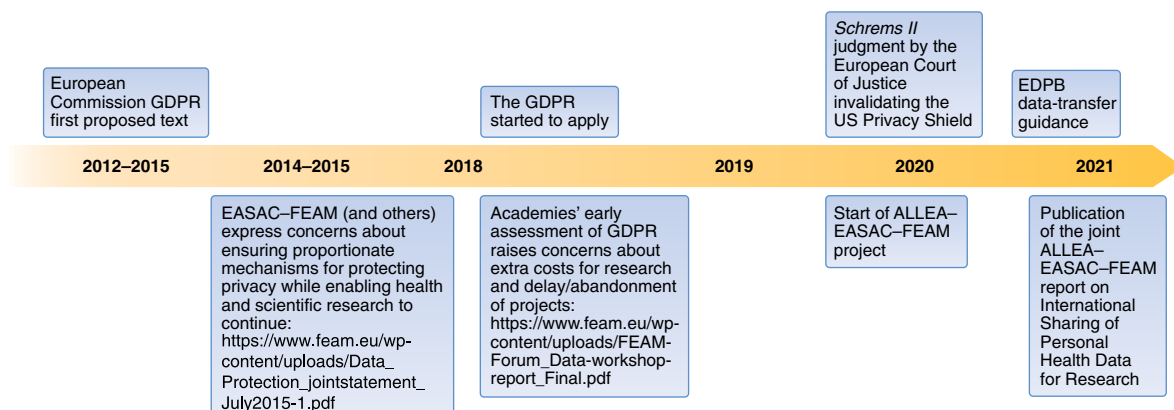 European
Commission GDPR
first proposed text
The GDPR
started to apply
Schrems II
judgment by the
European Court
of Justice
invalidating the
US Privacy Shield
EDPB
data-transfer
guidance
2012–2015 2014–2015 2018 2019 2020 2021
EASAC–FEAM (and others)
express concerns about
ensuring proportionate
mechanisms for protecting
privacy while enabling health
and scientific research to
continue:
https://www.feam.eu/wp-
content/uploads/Data_
Protection_jointstatement_
July2015-1.pdf
Academies’ early
assessment of GDPR
raises concerns about
extra costs for research
and delay/abandonment
of projects:
https://www.feam.eu/wp-
content/uploads/FEAM-
Forum_Data-workshop-
report_Final.pdf
Start of ALLEA–
EASAC–FEAM
project
Publication
of the joint
ALLEA–
EASAC–FEAM
report on
International
Sharing of
Personal
Health Data
for Research